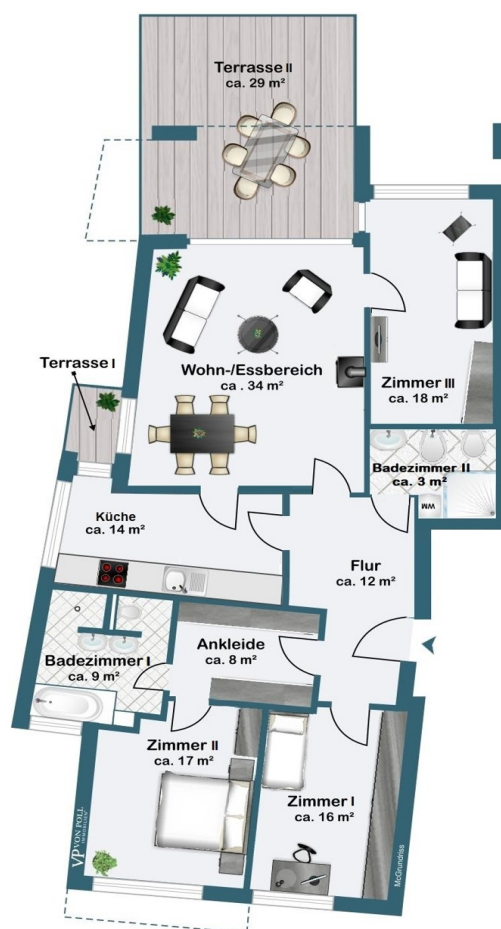 Terrasse II
ca. 29 m²
Terrasse I
Wohn-/Essbereich
ca . 34 m²
Zimmer III
ca. 18 m²
Badezimmer II
ca. 3 m²
WM
Küche
ca. 14 m²
Flur
ca. 12 m²
Ankleide
ca. 8 m²
Badezimmer I
ca. 9 m²
Zimmer II
ca. 17 m²
Zimmer I
ca. 16 m²
VP VON POLL
IMMOBILIEN
McGrundriss